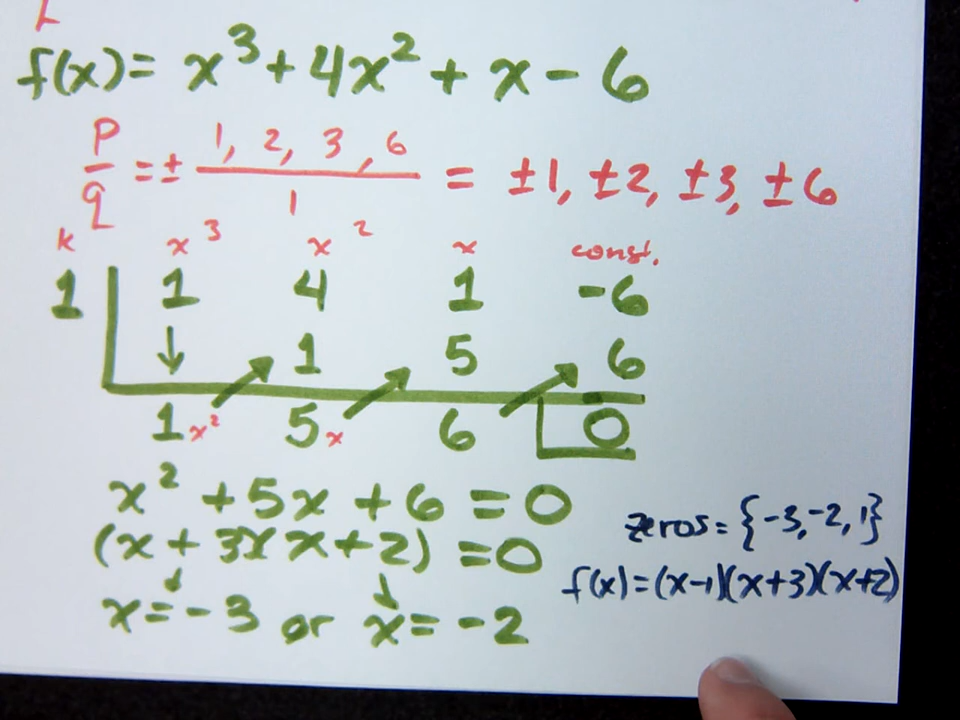 f(x) = x³ + 4x² + x - 6
p/q = ± 1, 2, 3, 6 / 1 = ±1, ±2, ±3, ±6
k x³ x² x const.
1 | 1 4 1 -6
↓ 1 5 6
1x² 5x 6 0
x² + 5x + 6 = 0
(x + 3)(x + 2) = 0
x = -3 or x = -2
zeros = {-3, -2, 1}
f(x) = (x-1)(x+3)(x+2)